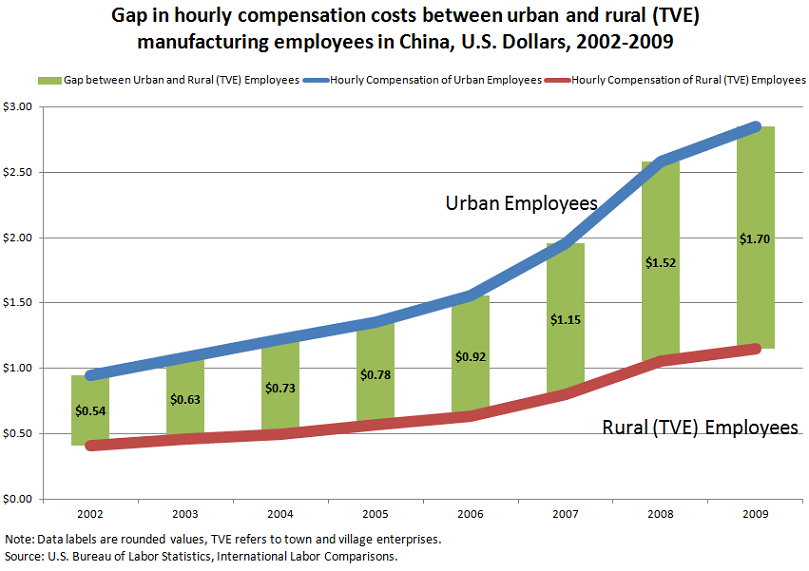 Gap in hourly compensation costs between urban and rural (TVE)
manufacturing employees in China, U.S. Dollars, 2002-2009
Gap between Urban and Rural (TVE) Employees
Hourly Compensation of Urban Employees
Hourly Compensation of Rural (TVE) Employees
$3.00
$2.50
$2.00
$1.50
$1.00
$0.50
$0.00
Urban Employees
Rural (TVE) Employees
$0.54
$0.63
$0.73
$0.78
$0.92
$1.15
$1.52
$1.70
2002
2003
2004
2005
2006
2007
2008
2009
Note: Data labels are rounded values, TVE refers to town and village enterprises.
Source: U.S. Bureau of Labor Statistics, International Labor Comparisons.